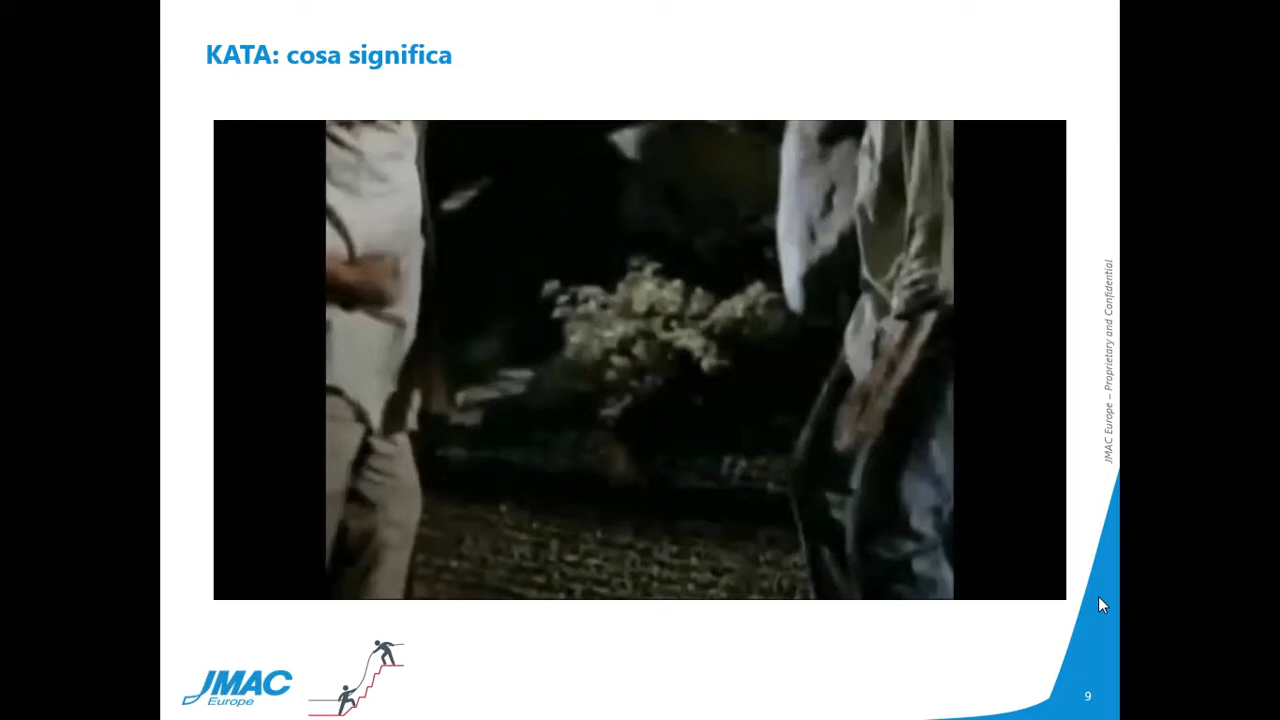 KATA: cosa significa
JMAC Europe – Proprietary and Confidential
JMAC
Europe
9